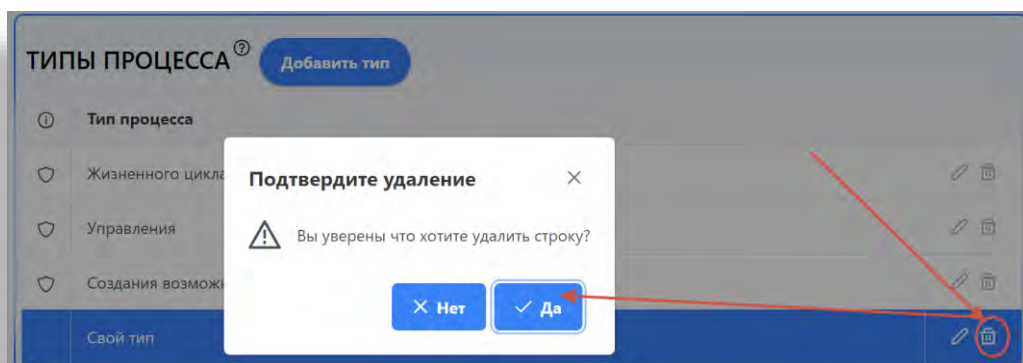 ТИПЫ ПРОЦЕССА
Добавить тип
Тип процесса
Жизненного цикла
Управления
Создания
Свой тип
Подтвердите удаление
Вы уверены что хотите удалить строку?
Нет
Да